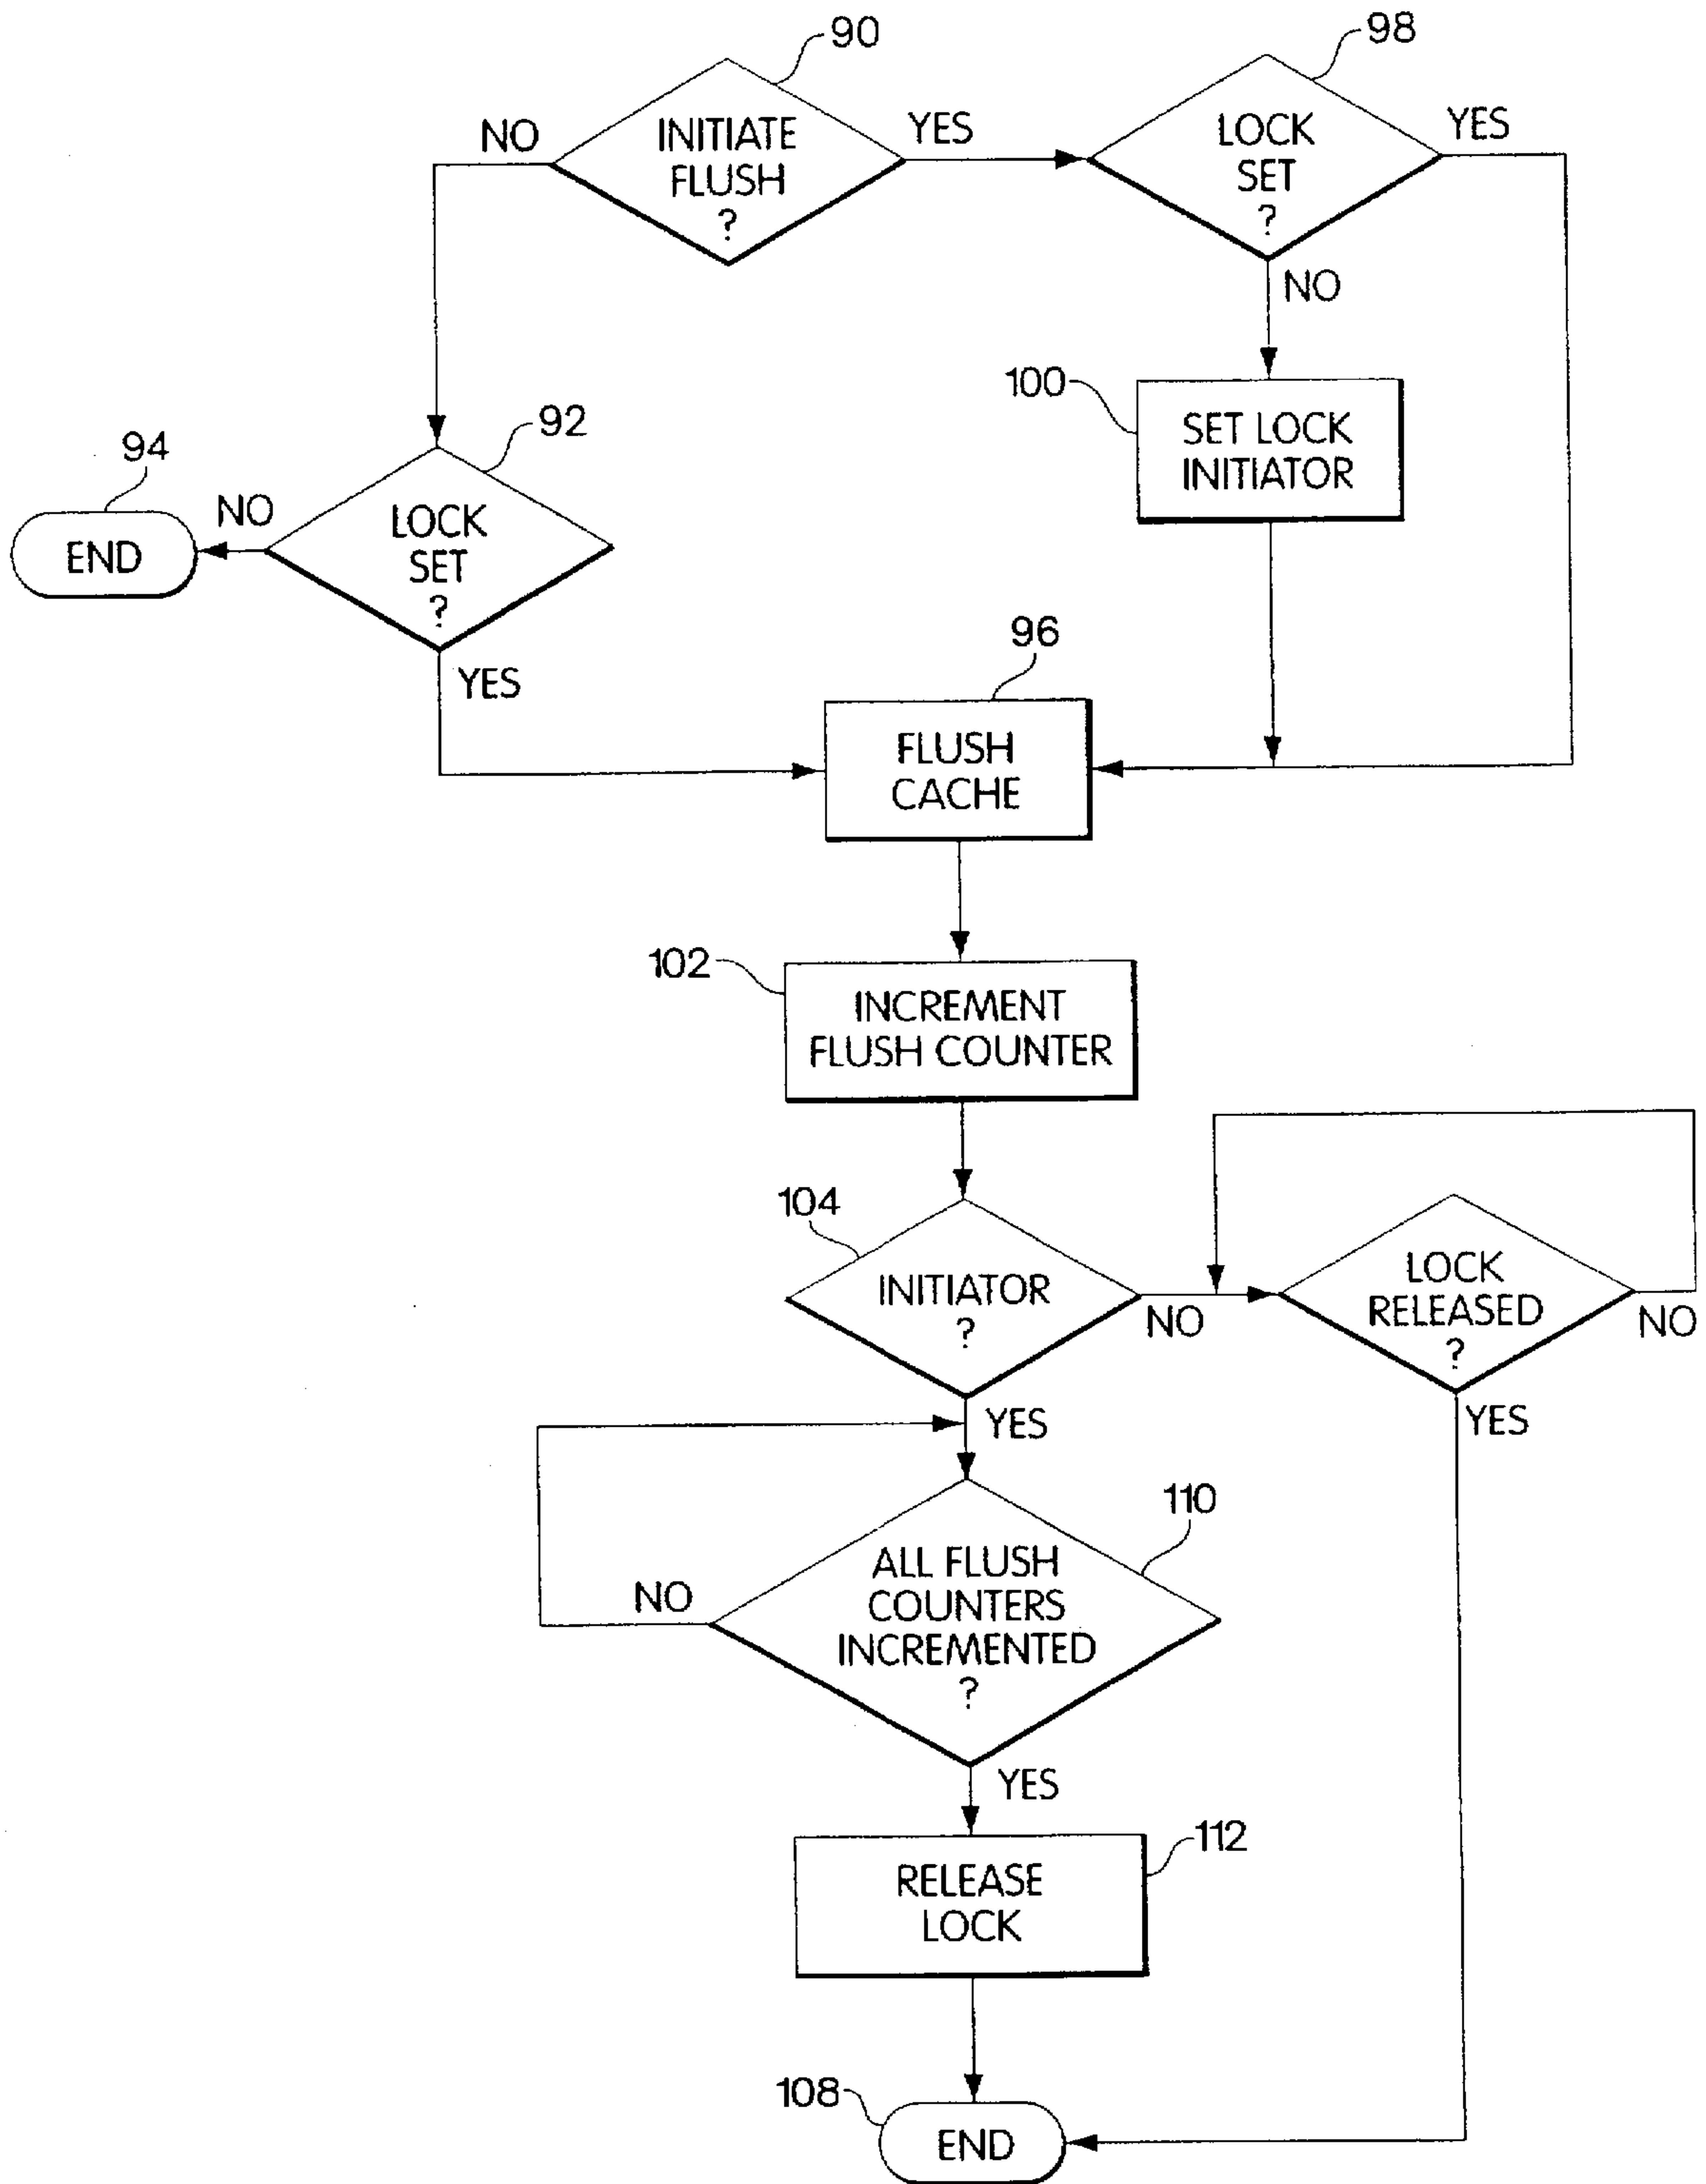 90
98
NO
INITIATE
FLUSH
?
YES
LOCK
SET
?
YES
NO
100
SET LOCK
INITIATOR
94
END
NO
92
LOCK
SET
?
YES
96
FLUSH
CACHE
102
INCREMENT
FLUSH COUNTER
104
INITIATOR
?
NO
LOCK
RELEASED
?
NO
YES
YES
110
ALL FLUSH
COUNTERS
INCREMENTED
?
NO
YES
112
RELEASE
LOCK
108
END